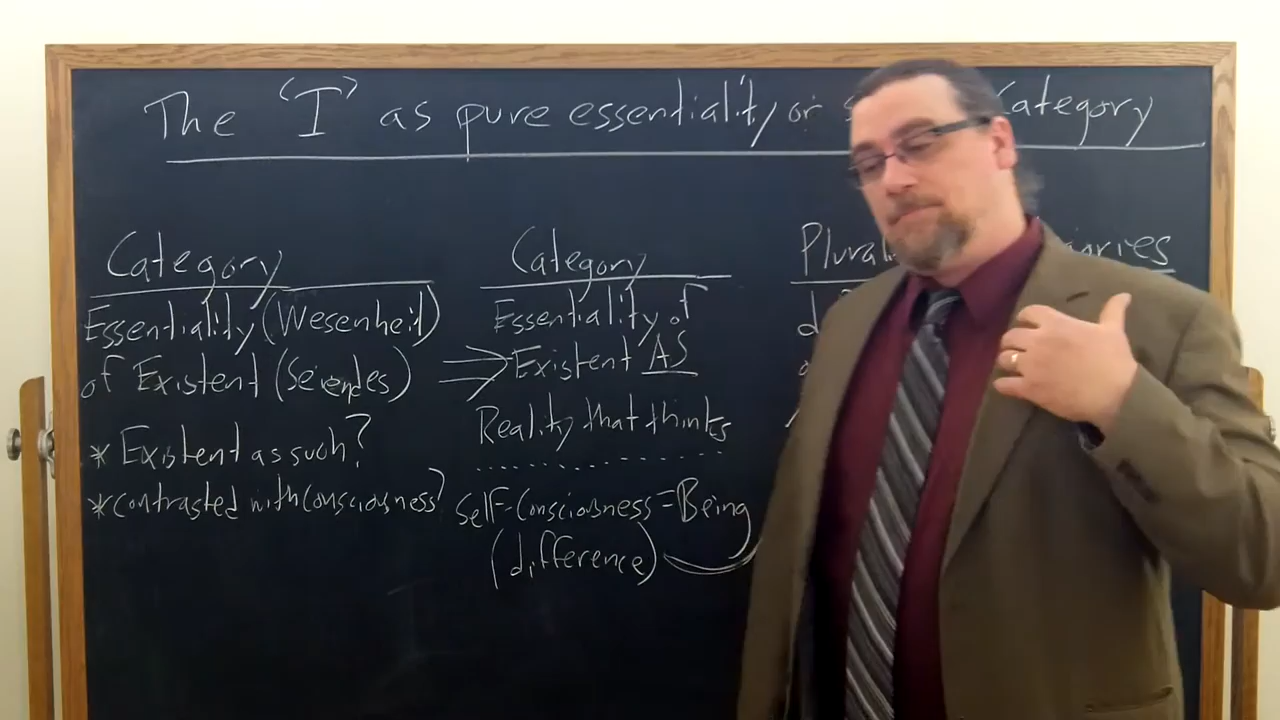 The "I" as pure essentiality or Category
Category
Essentiality (Wesenheit)
of Existent (Seiendes)
* Existent as such?
* contrasted with consciousness?
Category
Essentiality of
Existent AS
Reality that thinks
Self-Consciousness = Being
(difference)